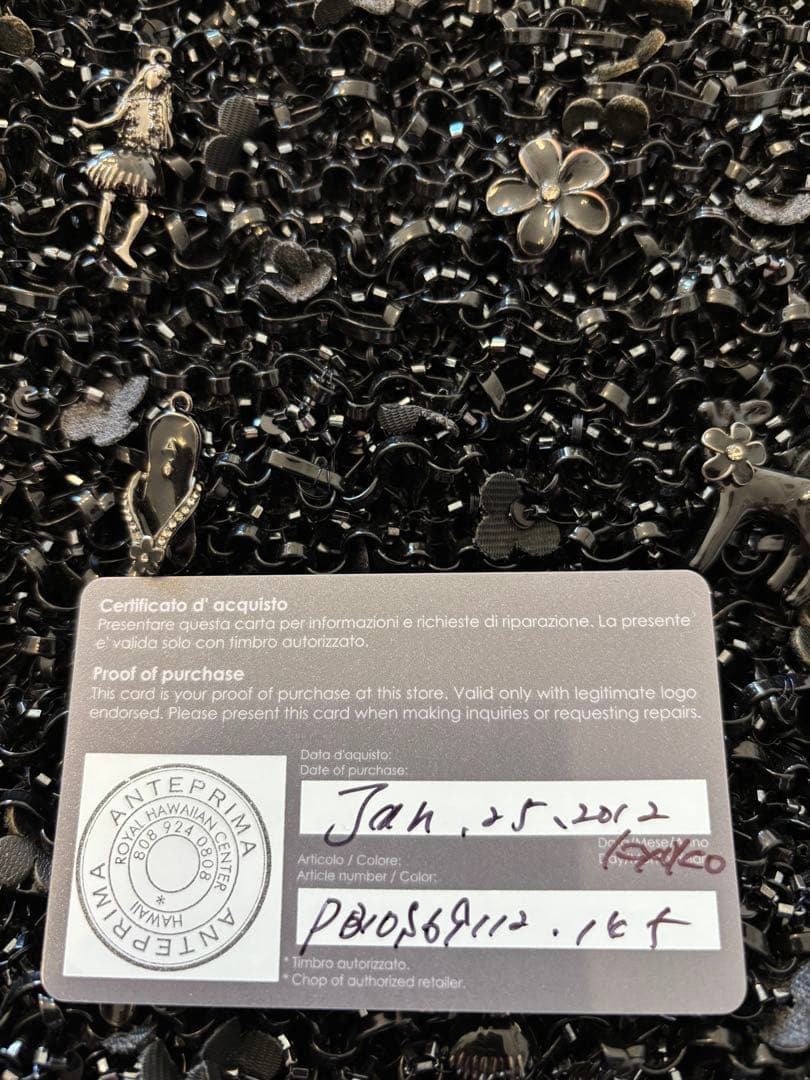 Certificato d' acquisto
Presentare questa carta per informazioni e richieste di riparazione. La presente
e' valida solo con timbro autorizzato.
Proof of purchase
This card is your proof of purchase at this store. Valid only with legitimate logo
endorsed. Please present this card when making inquiries or requesting repairs.
ANTEPRIMA
ROYAL HAWAIIAN CENTER
808 924 0808
*
HAWAII
ANTEPRIMA
Data d'aquisto:
Date of purchase:
Jan. 25. 2012
Articolo / Colore:
Article number / Color:
* Timbro autorizzato.
* Chop of authorized retailer.